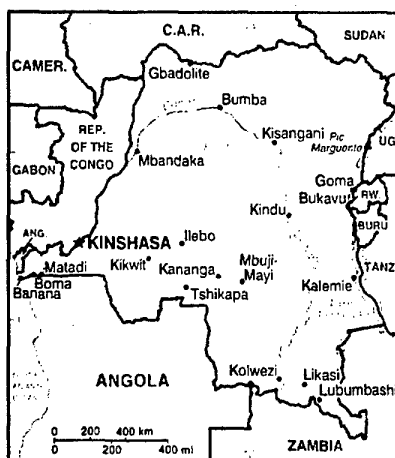 C.A.R.
SUDAN
CAMER.
Gbadolite
Bumba
REP.
OF THE
CONGO
Kisangani
Pic
UG
Mbandaka
GABON
Goma
Bukavu
RW.
Kindu
BURU
ANG.
KINSHASA
Ilebo
TANZ
Matadi
Kikwit
Kananga
Mbuji-
Mayi
Kalemie
Boma
Banana
Tshikapa
ANGOLA
Kolwezi
Likasi
Lubumbashi
0 200 400 km
0 200 400 mi
ZAMBIA